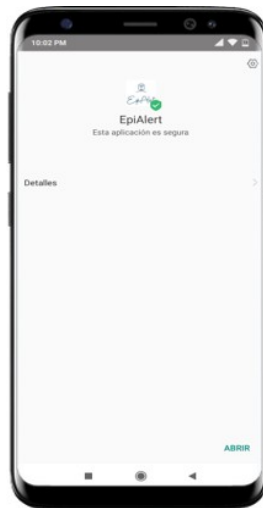 10:02 PM
EpiAlert
EpiAlert
Esta aplicación es segura
Detalles
ABRIR